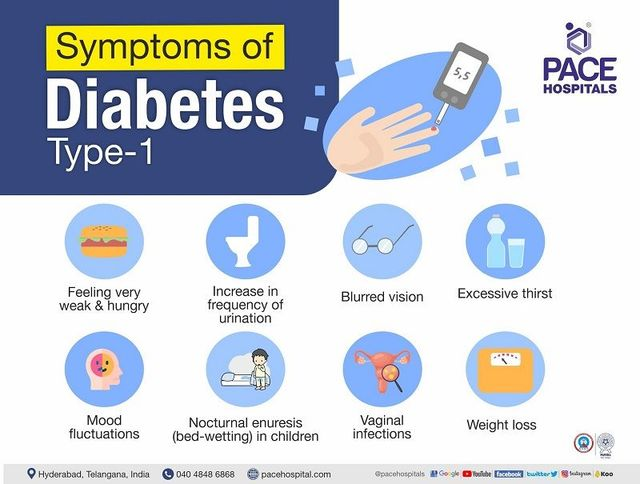 Symptoms of
Diabetes
Type-1
5,5
PACE
HOSPITALS
Feeling very
weak & hungry
Increase in
frequency of
urination
Blurred vision
Excessive thirst
Mood
fluctuations
Nocturnal enuresis
(bed-wetting) in children
Vaginal
infections
Weight loss
Hyderabad, Telangana, India
040 4848 6868
pacehospital.com
@pacehospitals
Google
YouTube
facebook
twitter
Instagram
Koo